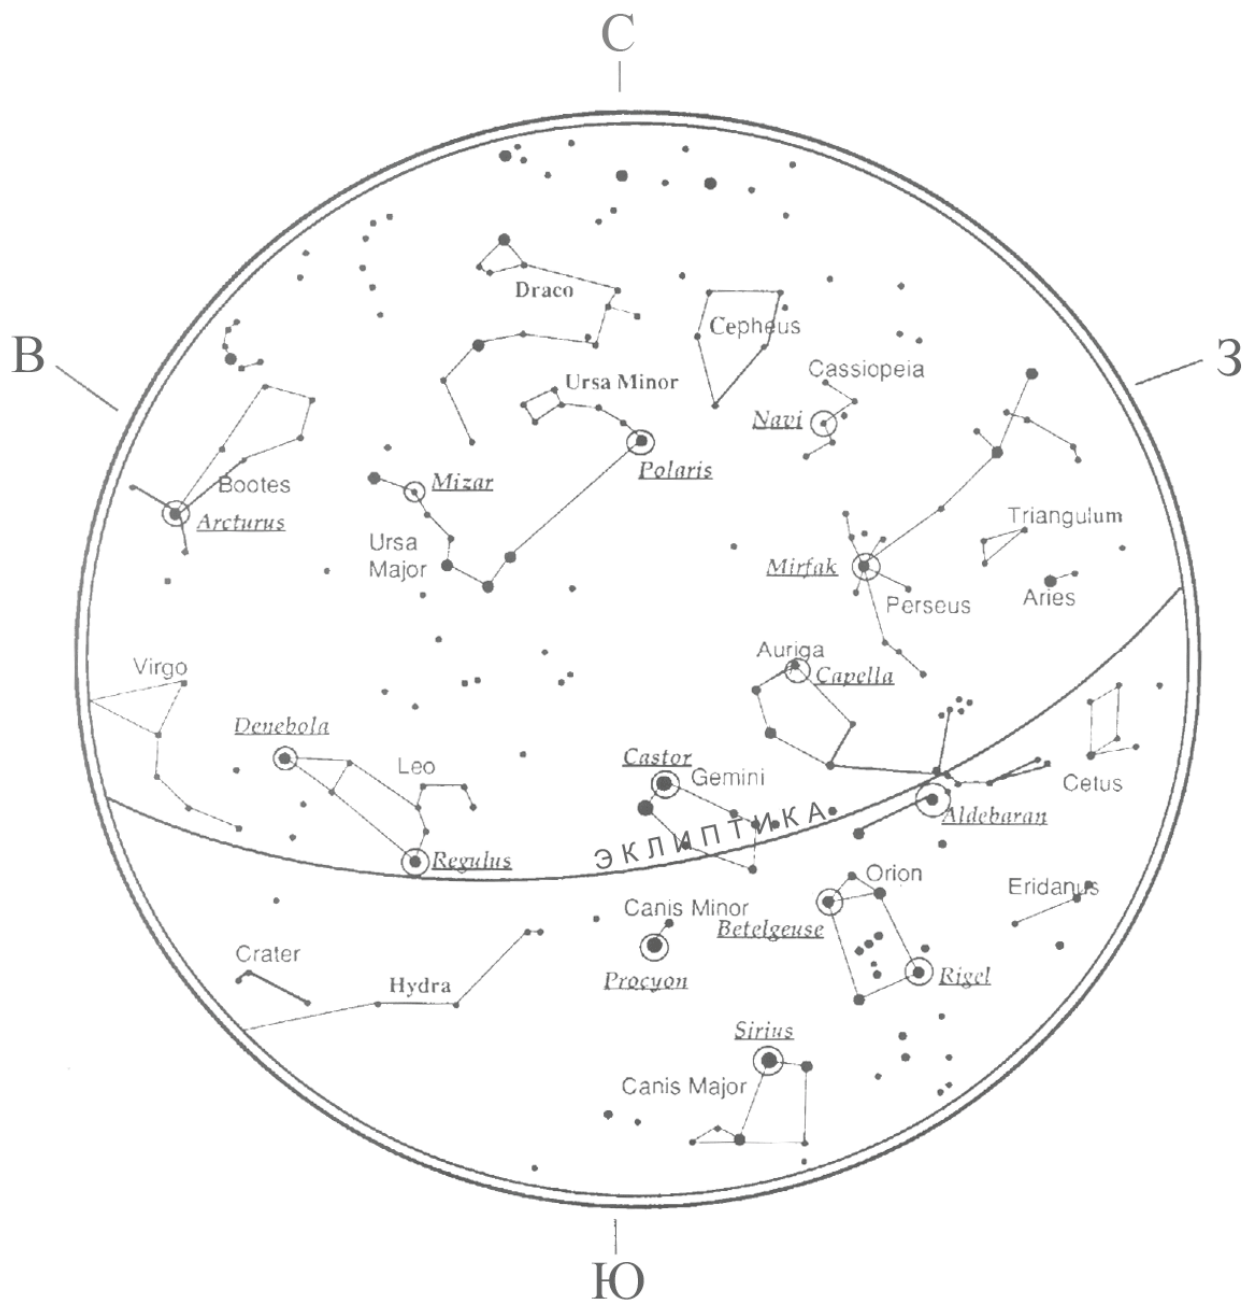 С
Draco
Cepheus
В
З
Cassiopeia
Ursa Minor
Navi
Polaris
Mizar
Bootes
Arcturus
Triangulum
Ursa
Major
Mirfak
Perseus
Aries
Auriga
Virgo
Capella
Denebola
Castor
Leo
Gemini
Cetus
ЭКЛИПТИКА
Aldebaran
Regulus
Orion
Eridanus
Canis Minor
Betelgeuse
Crater
Procyon
Rigel
Hydra
Sirius
Canis Major
Ю